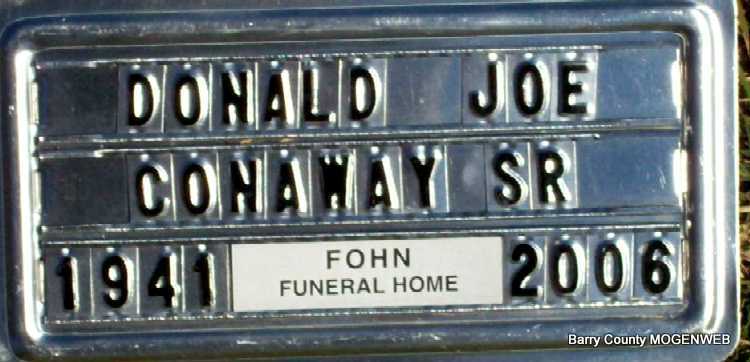 DONALD JOE
CONAWAY SR
1941 FOHN FUNERAL HOME 2006
Barry County MOGENWEB